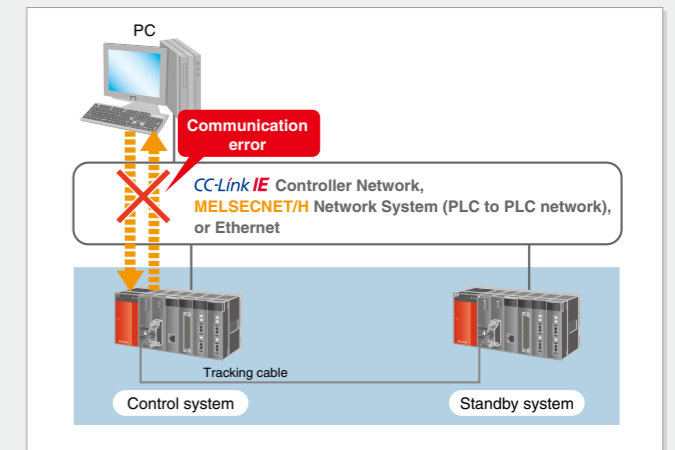 PC
Communication
error
CC-Link IE Controller Network,
MELSECNET/H Network System (PLC to PLC network),
or Ethernet
Tracking cable
Control system
Standby system